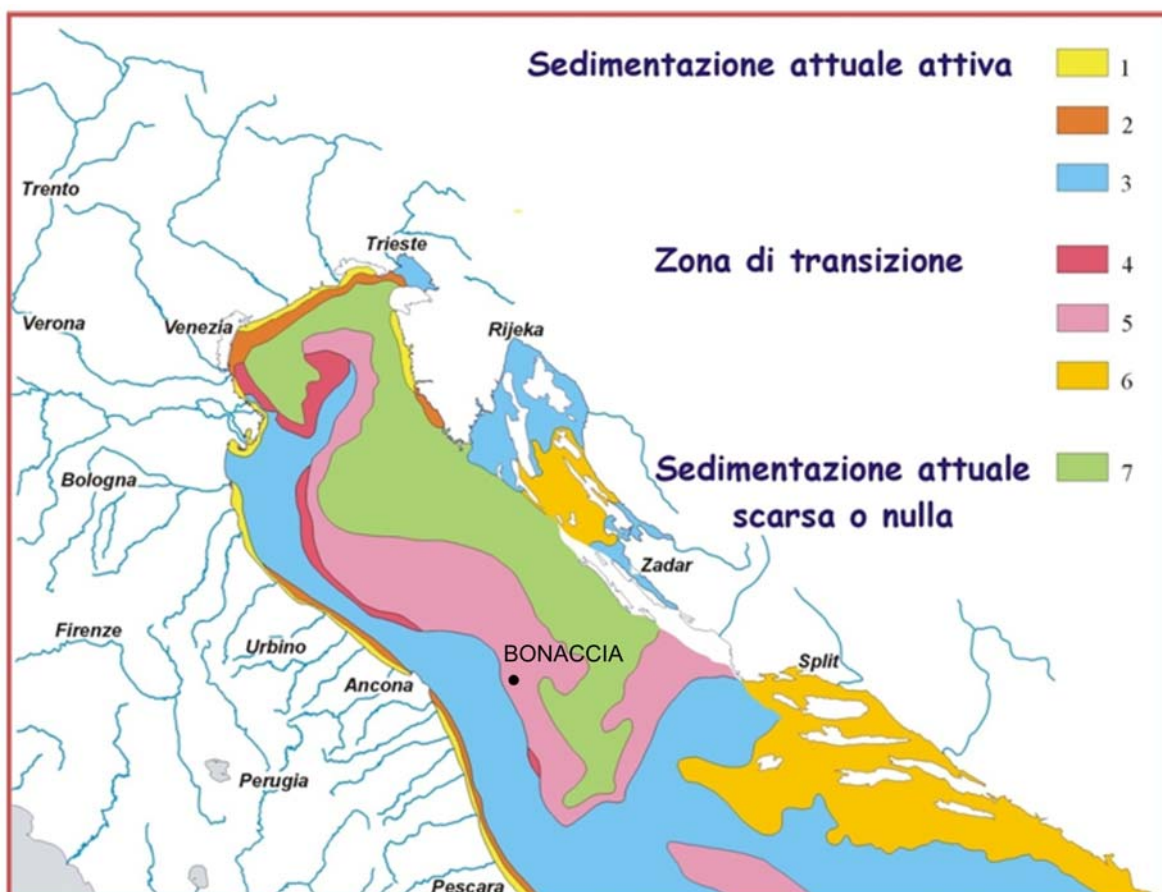 Sedimentazione attuale attiva
1
2
3
Trento
Trieste
Zona di transizione
4
5
6
Verona
Venezia
Rijeka
Bologna
Sedimentazione attuale
scarsa o nulla
7
Zadar
Firenze
Urbino
BONACCIA
Split
Ancona
Perugia
Pescara